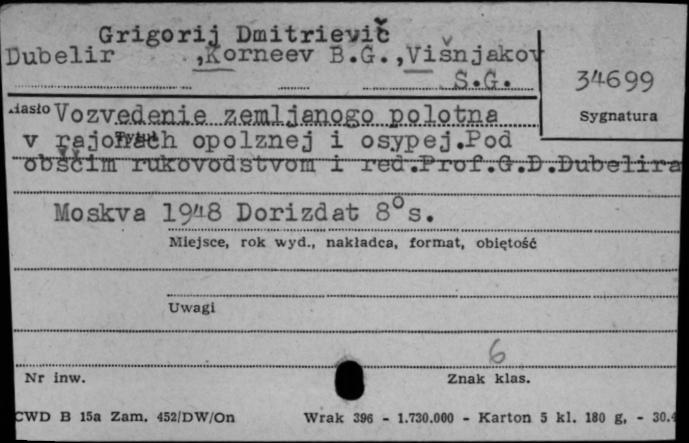 Grigorij Dmitrievič
Dubelir ,Korneev B.G.,Višnjakov
S.G.
34699
Sygnatura
Hasło Vozvedenie zemljanogo polotna
v rajonach opolznej i osypej.Pod
obščim rukovodstvom i red.Prof.G.D.Dubelira
Moskva 1948 Dorizdat 8°s.
Miejsce, rok wyd., nakładca, format, objętość
Uwagi
6
Nr inw.
Znak klas.
CWD B 15a Zam. 452/DW/On Wrak 396 - 1.730.000 - Karton 5 kl. 180 g, - 30.4